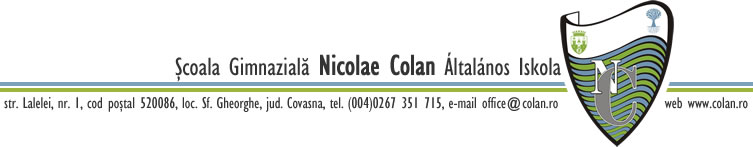 Școala Gimnazială Nicolae Colan Általános Iskola
NC
str. Lalelei, nr. 1, cod poștal 520086, loc. Sf. Gheorghe, jud. Covasna, tel. (004)0267 351 715, e-mail office@colan.ro web www.colan.ro